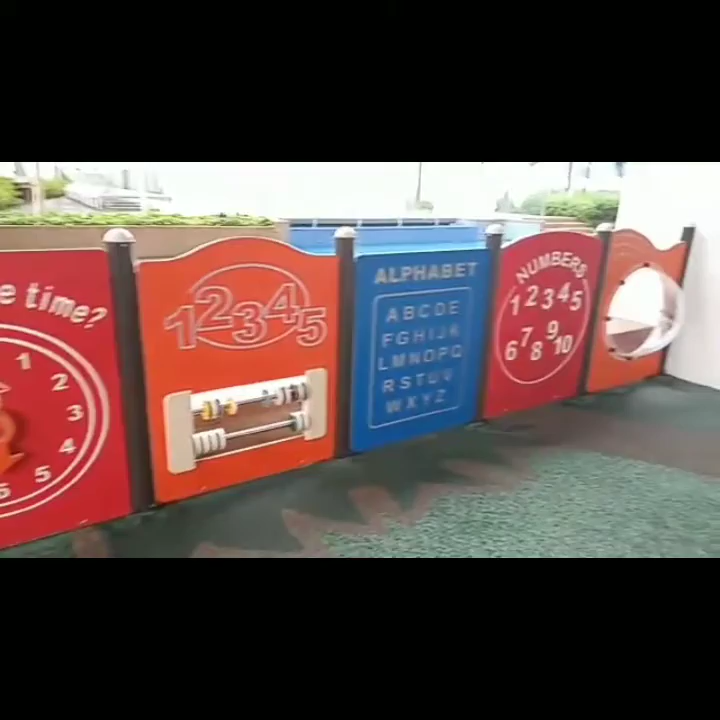 e time?
1
2
3
4
5
12345
ALPHABET
ABCDE
FGHIJK
LMNOPQ
RSTUV
WXYZ
NUMBERS
12345
678910